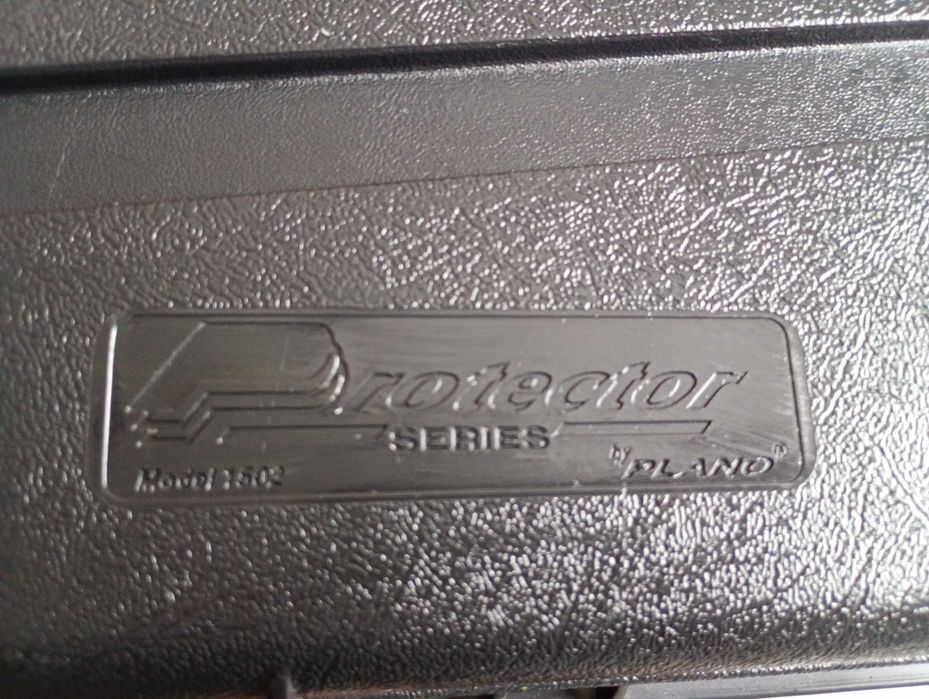 Protector
SERIES
by PLANO®
Model 1502